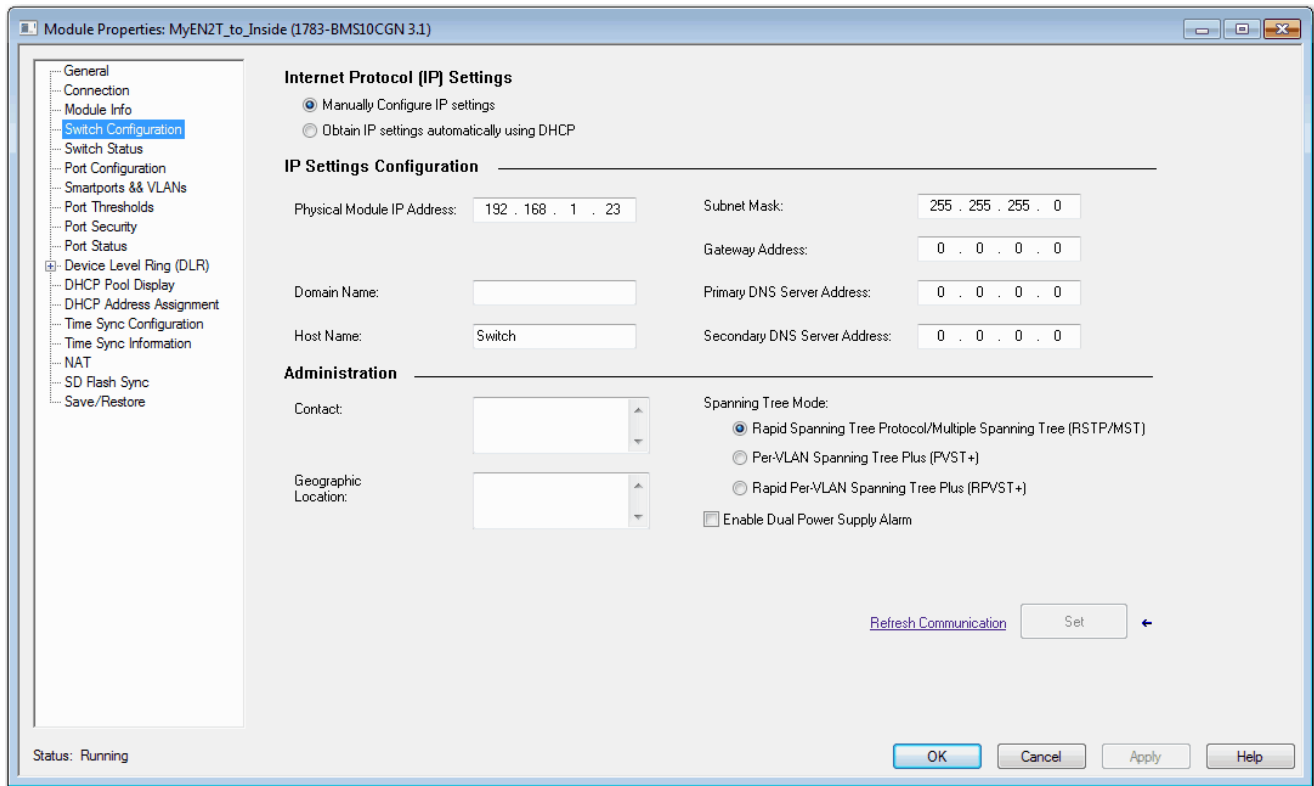 Module Properties: MyEN2T_to_Inside (1783-BMS10CGN 3.1)
General
Connection
Module Info
Switch Configuration
Switch Status
Port Configuration
Smartports && VLANs
Port Thresholds
Port Security
Port Status
Device Level Ring (DLR)
DHCP Pool Display
DHCP Address Assignment
Time Sync Configuration
Time Sync Information
NAT
SD Flash Sync
Save/Restore
Internet Protocol (IP) Settings
Manually Configure IP settings
Obtain IP settings automatically using DHCP
IP Settings Configuration
Physical Module IP Address: 192 . 168 . 1 . 23
Subnet Mask: 255 . 255 . 255 . 0
Gateway Address: 0 . 0 . 0 . 0
Domain Name:
Primary DNS Server Address: 0 . 0 . 0 . 0
Host Name: Switch
Secondary DNS Server Address: 0 . 0 . 0 . 0
Administration
Contact:
Geographic
Location:
Spanning Tree Mode:
Rapid Spanning Tree Protocol/Multiple Spanning Tree (RSTP/MST)
Per-VLAN Spanning Tree Plus (PVST+)
Rapid Per-VLAN Spanning Tree Plus (RPVST+)
Enable Dual Power Supply Alarm
Refresh Communication Set
Status: Running
OK Cancel Apply Help